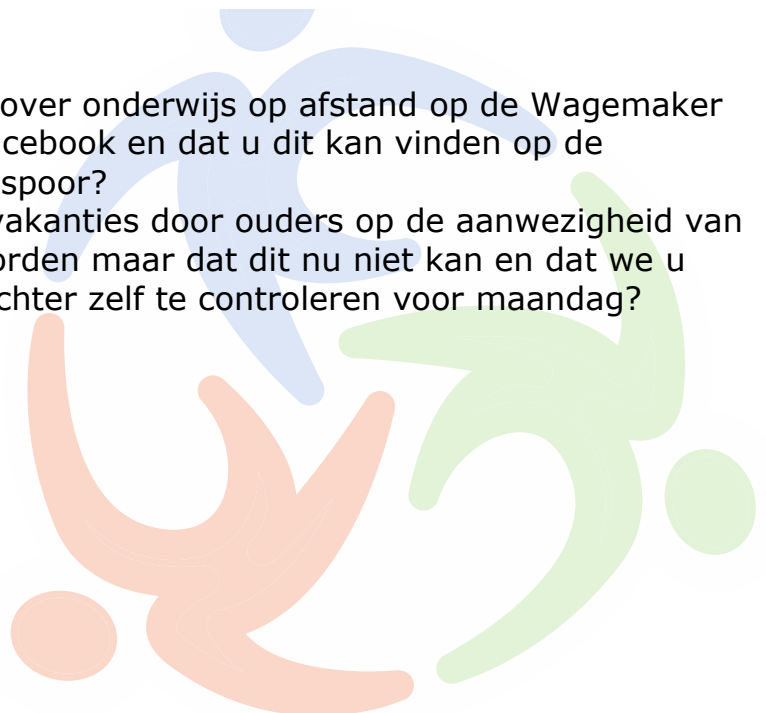 over onderwijs op afstand op de Wagemaker
cebook en dat u dit kan vinden op de
spoor?
vakanties door ouders op de aanwezigheid van
orden maar dat dit nu niet kan en dat we u
chter zelf te controleren voor maandag?